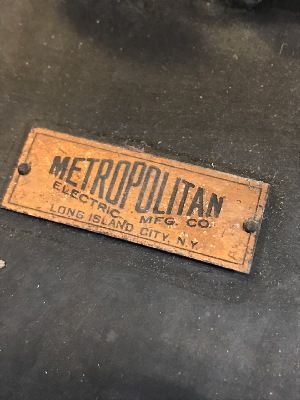 METROPOLITAN
ELECTRIC MFG. CO.
LONG ISLAND CITY, N.Y.